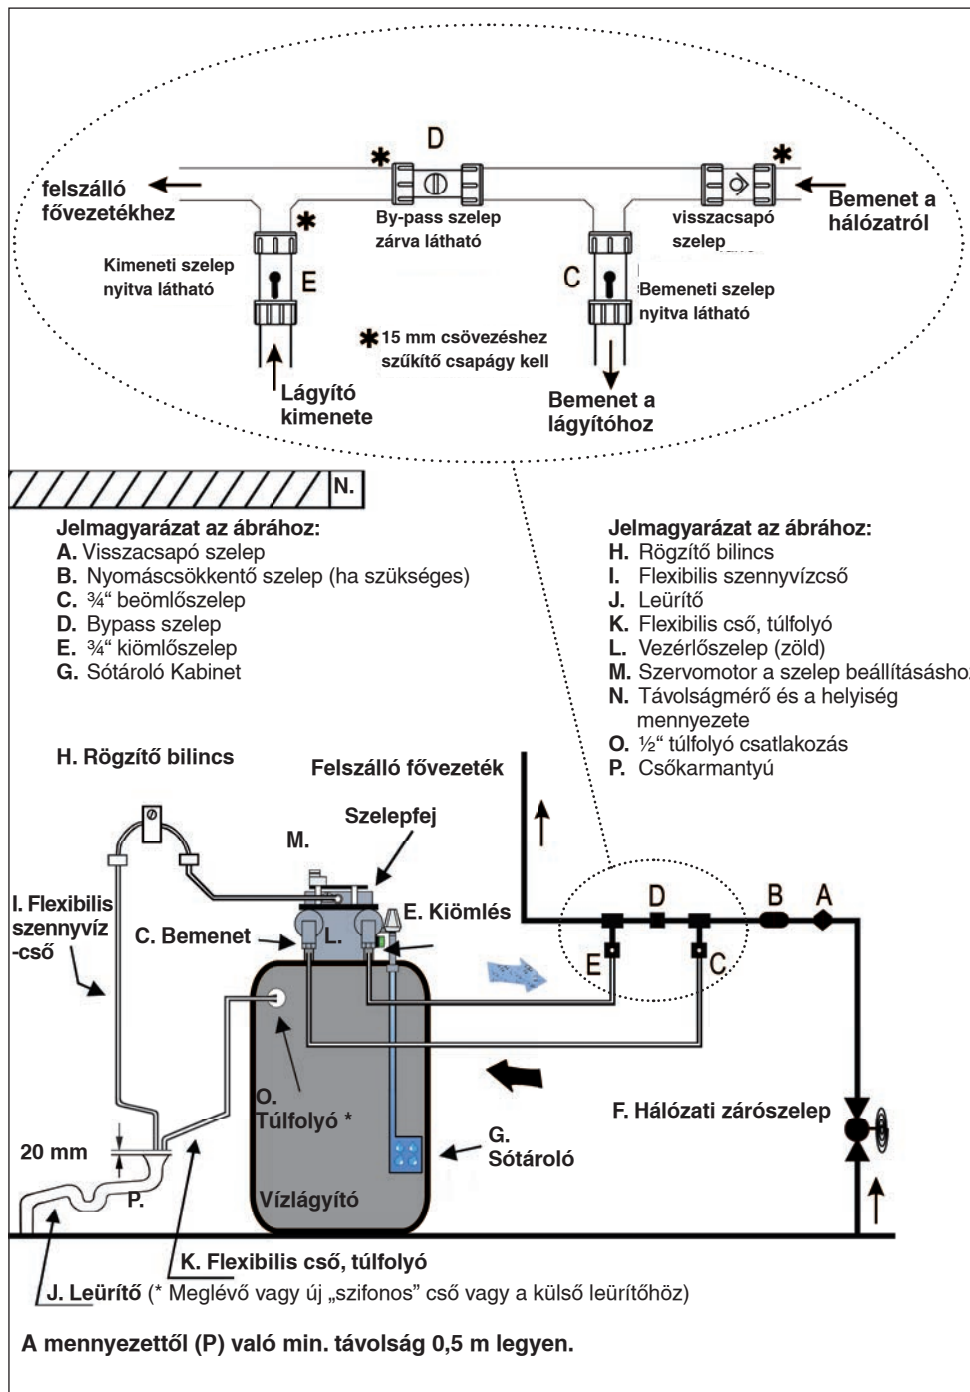 D
felszálló
fővezetékhez
By-pass szelep
zárva látható
visszacsapó
szelep
Bemenet a
hálózatról
Kimeneti szelep
nyitva látható
E
C
Bemeneti szelep
nyitva látható
✱ 15 mm csövezéshez
szűkítő csapágy kell
Lágyító
kimenete
Bemenet a
lágyítóhoz
N.
Jelmagyarázat az ábrához:
A. Visszacsapó szelep
B. Nyomáscsökkentő szelep (ha szükséges)
C. ¾“ beömlőszelep
D. Bypass szelep
E. ¾“ kiömlőszelep
G. Sótároló Kabinet
Jelmagyarázat az ábrához:
H. Rögzítő bilincs
I. Flexibilis szennyvízcső
J. Leürítő
K. Flexibilis cső, túlfolyó
L. Vezérlőszelep (zöld)
M. Szervomotor a szelep beállításáshoz
N. Távolságmérő és a helyiség
mennyezete
O. ½“ túlfolyó csatlakozás
P. Csőkarmantyú
H. Rögzítő bilincs
Felszálló fővezeték
Szelepfej
M.
I. Flexibilis
szennyvíz
-cső
C. Bemenet
L.
E. Kiömlés
D
B
A
E
C
O.
Túlfolyó *
F. Hálózati zárószelep
20 mm
G.
Sótároló
P.
Vízlágyító
K. Flexibilis cső, túlfolyó
J. Leürítő (* Meglévő vagy új „szifonos” cső vagy a külső leürítőhöz)
A mennyezettől (P) való min. távolság 0,5 m legyen.